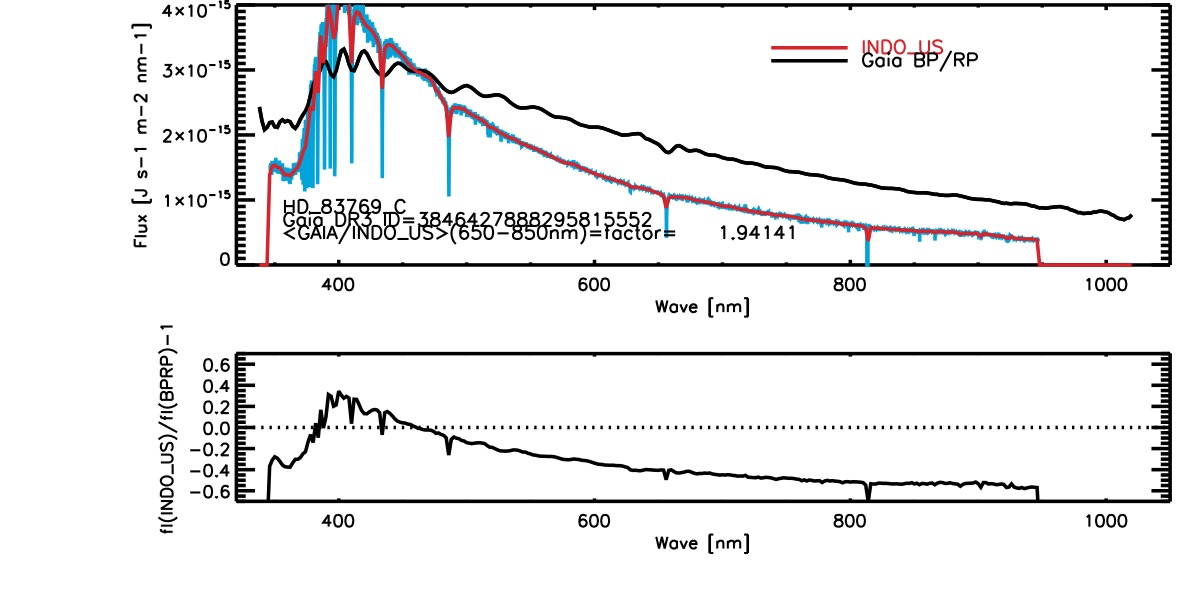 4×10⁻¹⁵
3×10⁻¹⁵
2×10⁻¹⁵
1×10⁻¹⁵
0
Flux [J s−1 m−2 nm−1]
INDO_US
Gaia BP/RP
HD_83769_C
Gaia DR3_ID=3846427888295815552
<GAIA/INDO_US>(650−850nm)=factor= 1.94141
400 600 800 1000
Wave [nm]
fl(INDO_US)/fl(BPRP)−1
0.6
0.4
0.2
0.0
−0.2
−0.4
−0.6
400 600 800 1000
Wave [nm]